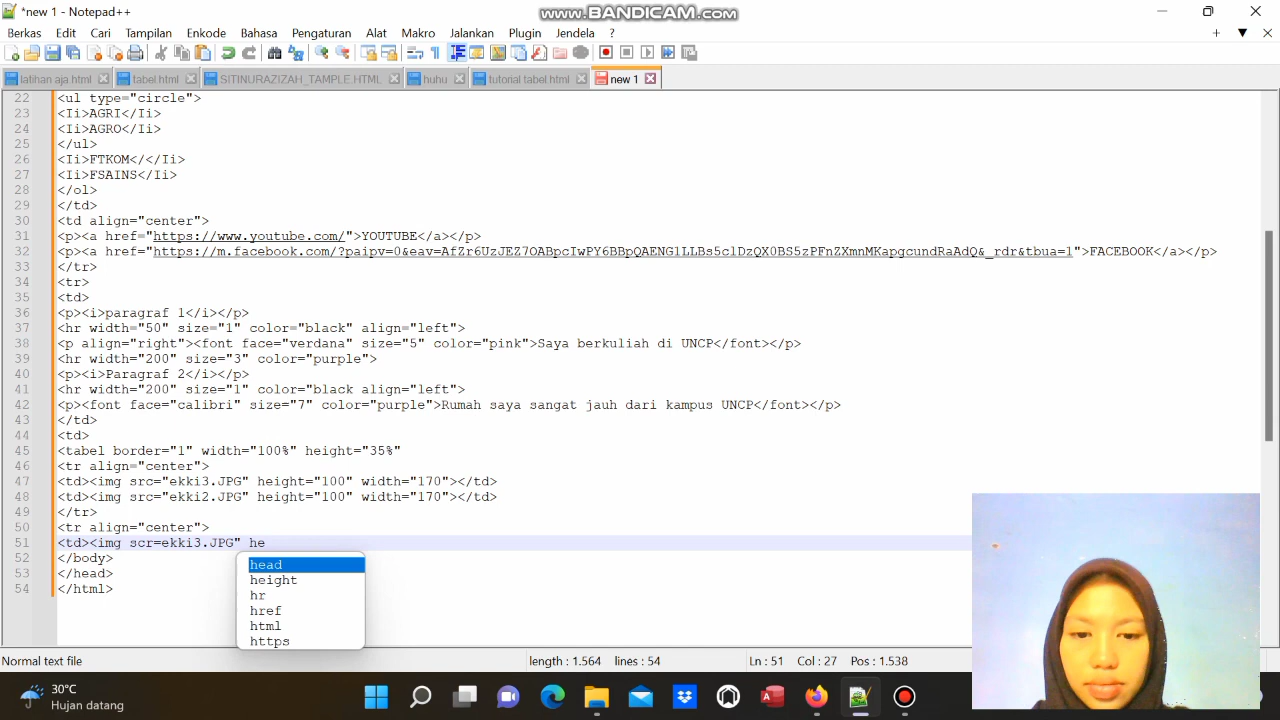 *new 1 - Notepad++
www.BANDICAM.com
Berkas Edit Cari Tampilan Enkode Bahasa Pengaturan Alat Makro Jalankan Plugin Jendela ?
latihan aja.html tabel.html SITINURAZIZAH_TAMPLE.HTML huhu tutorial tabel.html new 1
22 <ul type="circle">
23 <Ii>AGRI</Ii>
24 <Ii>AGRO</Ii>
25 </ul>
26 <Ii>FTKOM</</Ii>
27 <Ii>FSAINS</Ii>
28 </ol>
29 </td>
30 <td align="center">
31 <p><a href="https://www.youtube.com/">YOUTUBE</a></p>
32 <p><a href="https://m.facebook.com/?paipv=0&eav=AfZr6UzJEZ7OABpcIwPY6BBpQAENG1LLBs5clDzQX0BS5zPFnZXmnMKapgcundRaAdQ&_rdr&tbua=1">FACEBOOK</a></p>
33 </tr>
34 <tr>
35 <td>
36 <p><i>paragraf 1</i></p>
37 <hr width="50" size="1" color="black" align="left">
38 <p align="right"><font face="verdana" size="5" color="pink">Saya berkuliah di UNCP</font></p>
39 <hr width="200" size="3" color="purple">
40 <p><i>Paragraf 2</i></p>
41 <hr width="200" size="1" color="black align="left">
42 <p><font face="calibri" size="7" color="purple">Rumah saya sangat jauh dari kampus UNCP</font></p>
43 </td>
44 <td>
45 <tabel border="1" width="100%" height="35%"
46 <tr align="center">
47 <td><img src="ekki3.JPG" height="100" width="170"></td>
48 <td><img src="ekki2.JPG" height="100" width="170"></td>
49 </tr>
50 <tr align="center">
51 <td><img scr=ekki3.JPG" he
52 </body>
53 </head>
54 </html>
head
height
hr
href
html
https
Normal text file length : 1.564 lines : 54 Ln : 51 Col : 27 Pos : 1.538
30°C
Hujan datang